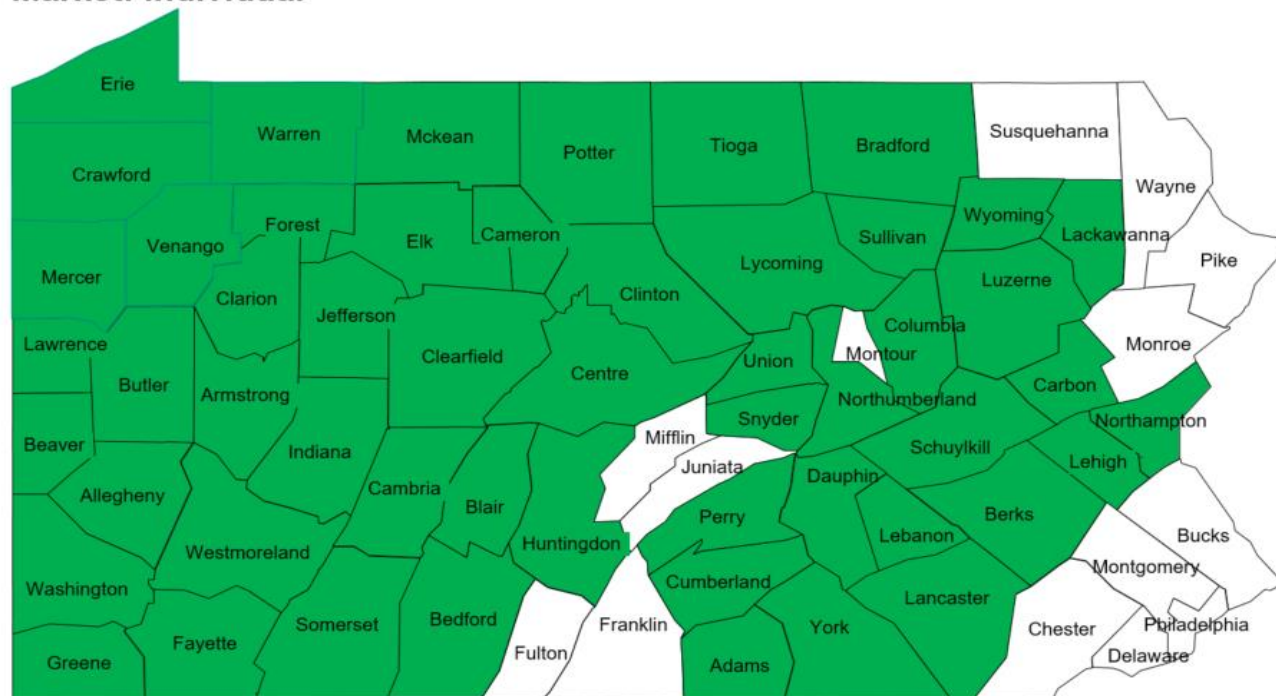 Erie
Warren
Mckean
Potter
Tioga
Bradford
Susquehanna
Wayne
Crawford
Venango
Forest
Elk
Cameron
Sullivan
Wyoming
Lackawanna
Pike
Mercer
Clarion
Jefferson
Clinton
Lycoming
Columbia
Luzerne
Monroe
Lawrence
Butler
Armstrong
Clearfield
Centre
Union
Montour
Carbon
Northampton
Beaver
Indiana
Snyder
Northumberland
Schuylkill
Lehigh
Mifflin
Juniata
Allegheny
Cambria
Blair
Huntingdon
Perry
Dauphin
Lebanon
Berks
Bucks
Westmoreland
Montgomery
Washington
Cumberland
Lancaster
Fayette
Somerset
Bedford
Fulton
Franklin
York
Chester
Philadelphia
Delaware
Greene
Adams